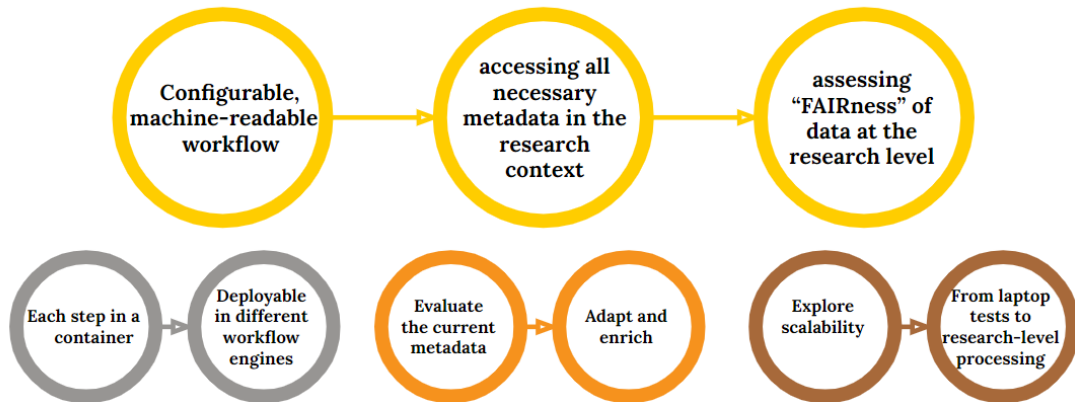 Configurable,
machine-readable
workflow
accessing all
necessary
metadata in the
research
context
assessing
“FAIRness” of
data at the
research level
Each step in a
container
Deployable
in different
workflow
engines
Evaluate
the current
metadata
Adapt and
enrich
Explore
scalability
From laptop
tests to
research-level
processing